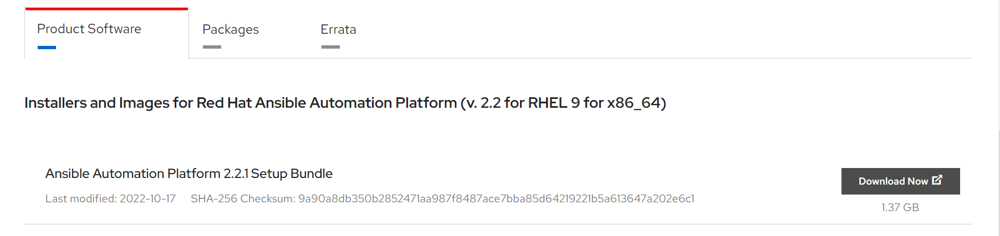 Product Software
Packages
Errata
Installers and Images for Red Hat Ansible Automation Platform (v. 2.2 for RHEL 9 for x86_64)
Ansible Automation Platform 2.2.1 Setup Bundle
Download Now
Last modified: 2022-10-17 SHA-256 Checksum: 9a90a8db350b2852471aa987f8487ace7bba85d64219221b5a613647a202e6c1
1.37 GB